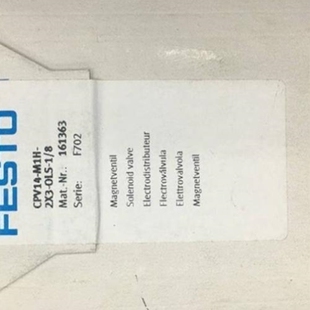 FESTO
CPV14-M1H-
2X3-OLS-1/8
Mat.-Nr.: 161363
Serie: F702
Magnetventil
Solenoid valve
Electrodistributeur
Electroválvula
Elettrovalvola
Magnetventil